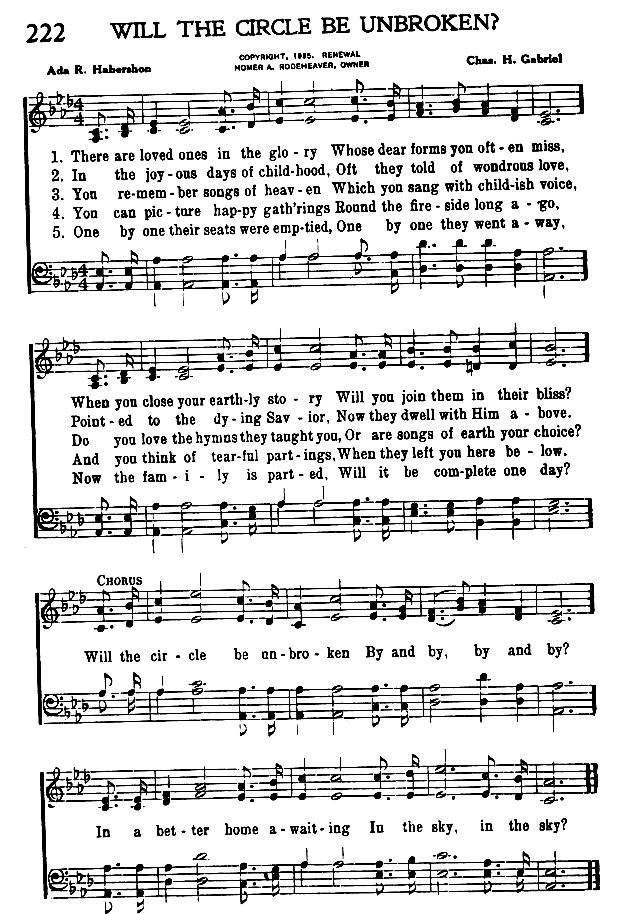 222 WILL THE CIRCLE BE UNBROKEN?
Ada R. Habershon
COPYRIGHT, 1935. RENEWAL
HOMER A. RODEHEAVER, OWNER
Chas. H. Gabriel
1. There are loved ones in the glo - ry Whose dear forms you oft - en miss,
2. In the joy - ous days of child - hood, Oft they told of wondrous love,
3. You re - mem - ber songs of heav - en Which you sang with child - ish voice,
4. You can pic - ture hap - py gath'rings Round the fire - side long a - go,
5. One by one their seats were emp - tied, One by one they went a - way,
When you close your earth - ly sto - ry Will you join them in their bliss?
Point - ed to the dy - ing Sav - ior, Now they dwell with Him a - bove.
Do you love the hymns they taught you, Or are songs of earth your choice?
And you think of tear - ful part - ings, When they left you here be - low.
Now the fam - i - ly is part - ed, Will it be com - plete one day?
CHORUS
Will the cir - cle be un - bro - ken By and by, by and by?
In a bet - ter home a - wait - ing In the sky, in the sky?